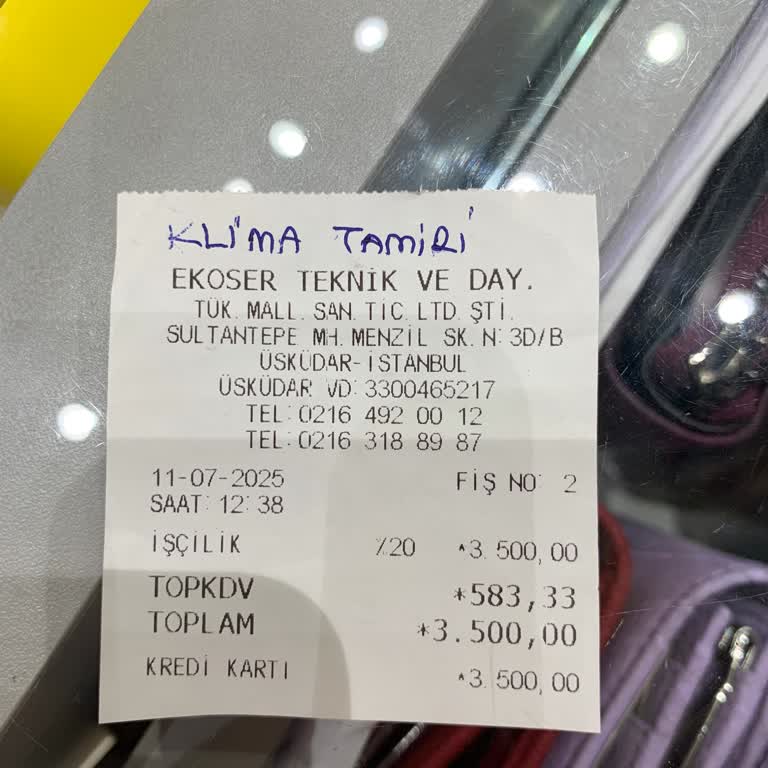 KLİMA TAMİRİ
EKOSER TEKNİK VE DAY.
TÜK. MALL. SAN. TİC. LTD. ŞTİ.
SULTANTEPE MH. MENZİL SK. N: 3D/B
ÜSKÜDAR-İSTANBUL
ÜSKÜDAR VD: 3300465217
TEL:0216 492 00 12
TEL:0216 318 89 87
11-07-2025 FİŞ NO: 2
SAAT: 12:38
İŞÇİLİK %20 *3.500,00
TOPKDV *583,33
TOPLAM *3.500,00
KREDİ KARTI *3.500,00